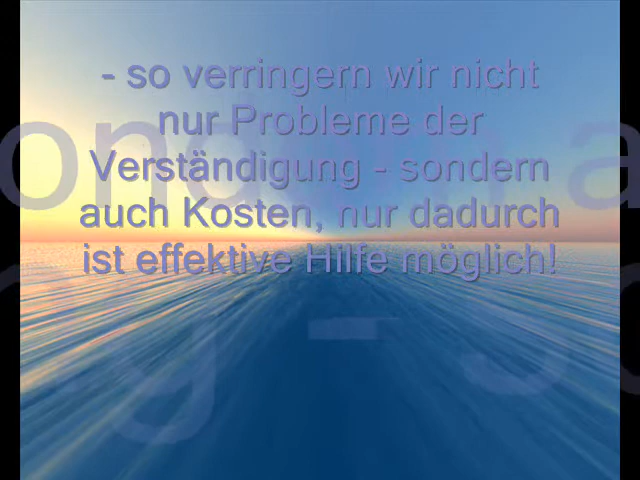 - so verringern wir nicht
nur Probleme der
Verständigung - sondern
auch Kosten, nur dadurch
ist effektive Hilfe möglich!